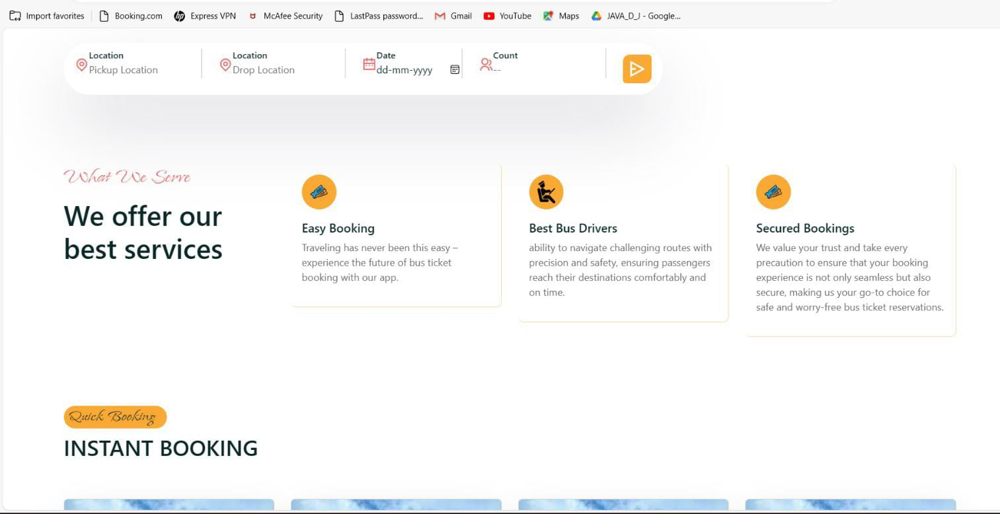 Import favorites Booking.com Express VPN McAfee Security LastPass password... Gmail YouTube Maps JAVA_D_J - Google...
Location Location Date Count
Pickup Location Drop Location dd-mm-yyyy --
What We Serve
We offer our
best services
Easy Booking
Traveling has never been this easy –
experience the future of bus ticket
booking with our app.
Best Bus Drivers
ability to navigate challenging routes with
precision and safety, ensuring passengers
reach their destinations comfortably and
on time.
Secured Bookings
We value your trust and take every
precaution to ensure that your booking
experience is not only seamless but also
secure, making us your go-to choice for
safe and worry-free bus ticket reservations.
Quick Booking
INSTANT BOOKING